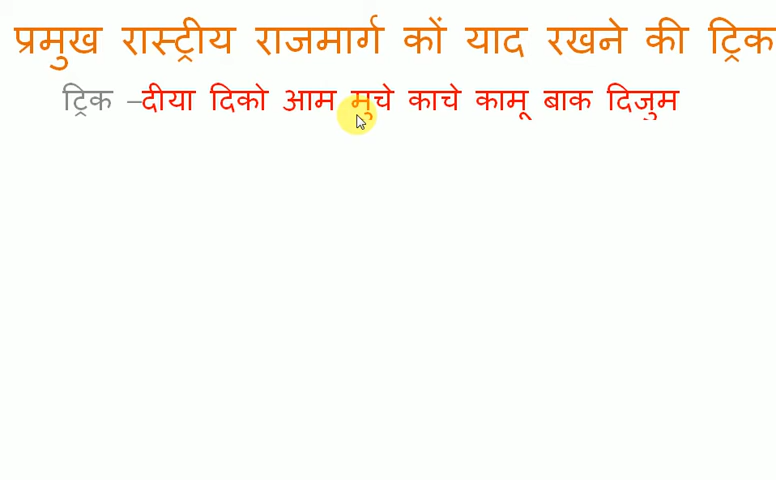 प्रमुख रास्ट्रीय राजमार्ग कों याद रखने की ट्रिक
ट्रिक –दीया दिको आम मुचे काचे कामू बाक दिजुम